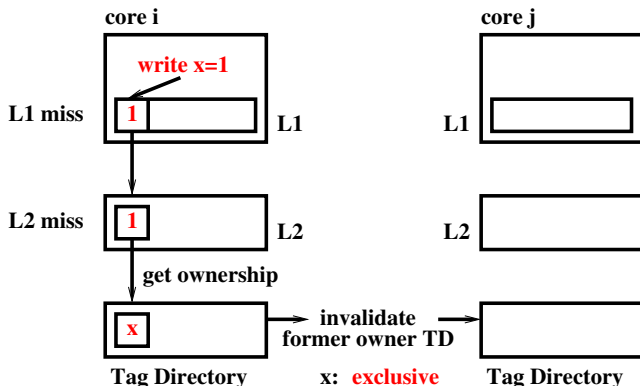 core i
core j
write x=1
L1 miss
1
L1
L1
L2 miss
1
L2
L2
get ownership
x
invalidate
former owner TD
Tag Directory
x: exclusive
Tag Directory